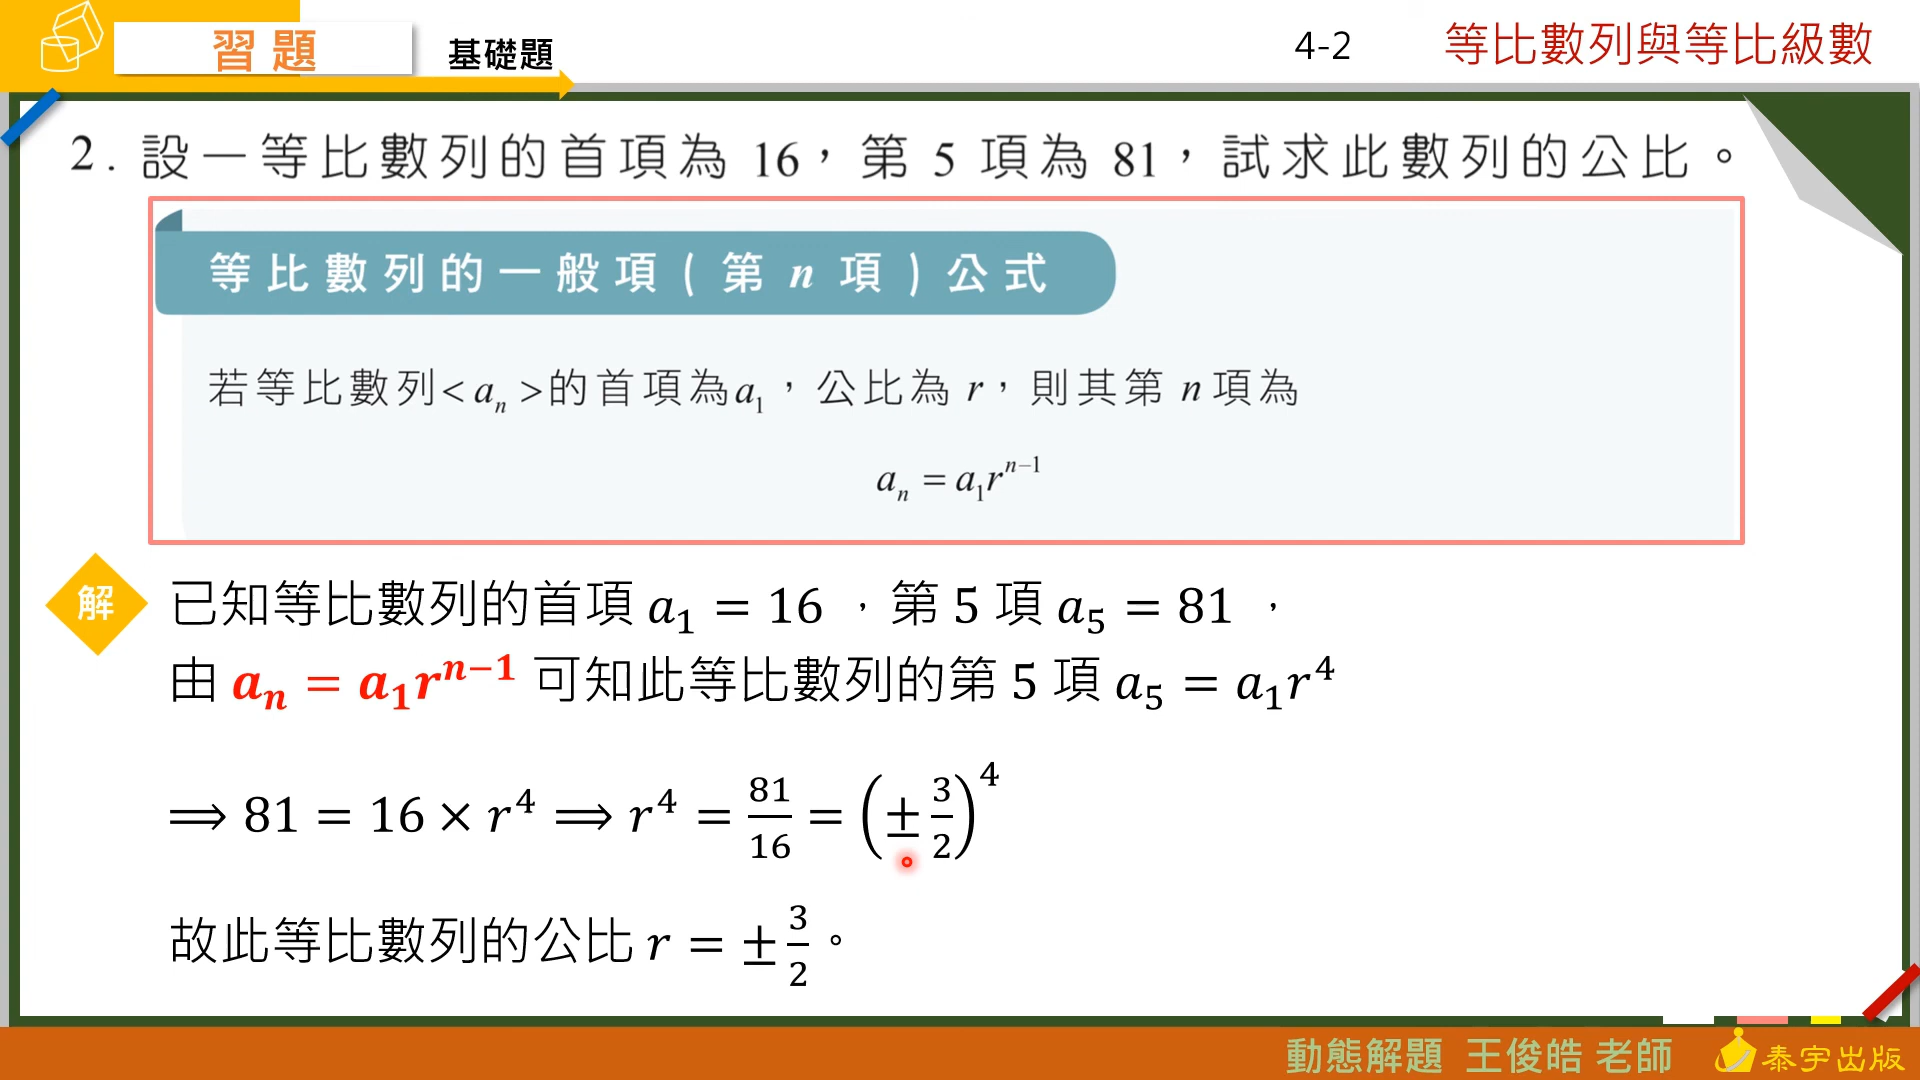 習題
基礎題
4-2
等比數列與等比級數
2. 設一等比數列的首項為 16，第 5 項為 81，試求此數列的公比。
等比數列的一般項(第 n 項)公式
若等比數列<aₙ>的首項為a₁，公比為 r，則其第 n 項為
aₙ = a₁rⁿ⁻¹
解
已知等比數列的首項 a₁ = 16 ，第 5 項 a₅ = 81 ，
由 aₙ = a₁rⁿ⁻¹ 可知此等比數列的第 5 項 a₅ = a₁r⁴
⟹ 81 = 16 × r⁴ ⟹ r⁴ = 81/16 = (±3/2)⁴
故此等比數列的公比 r = ±3/2。
動態解題 王俊皓 老師
泰宇出版